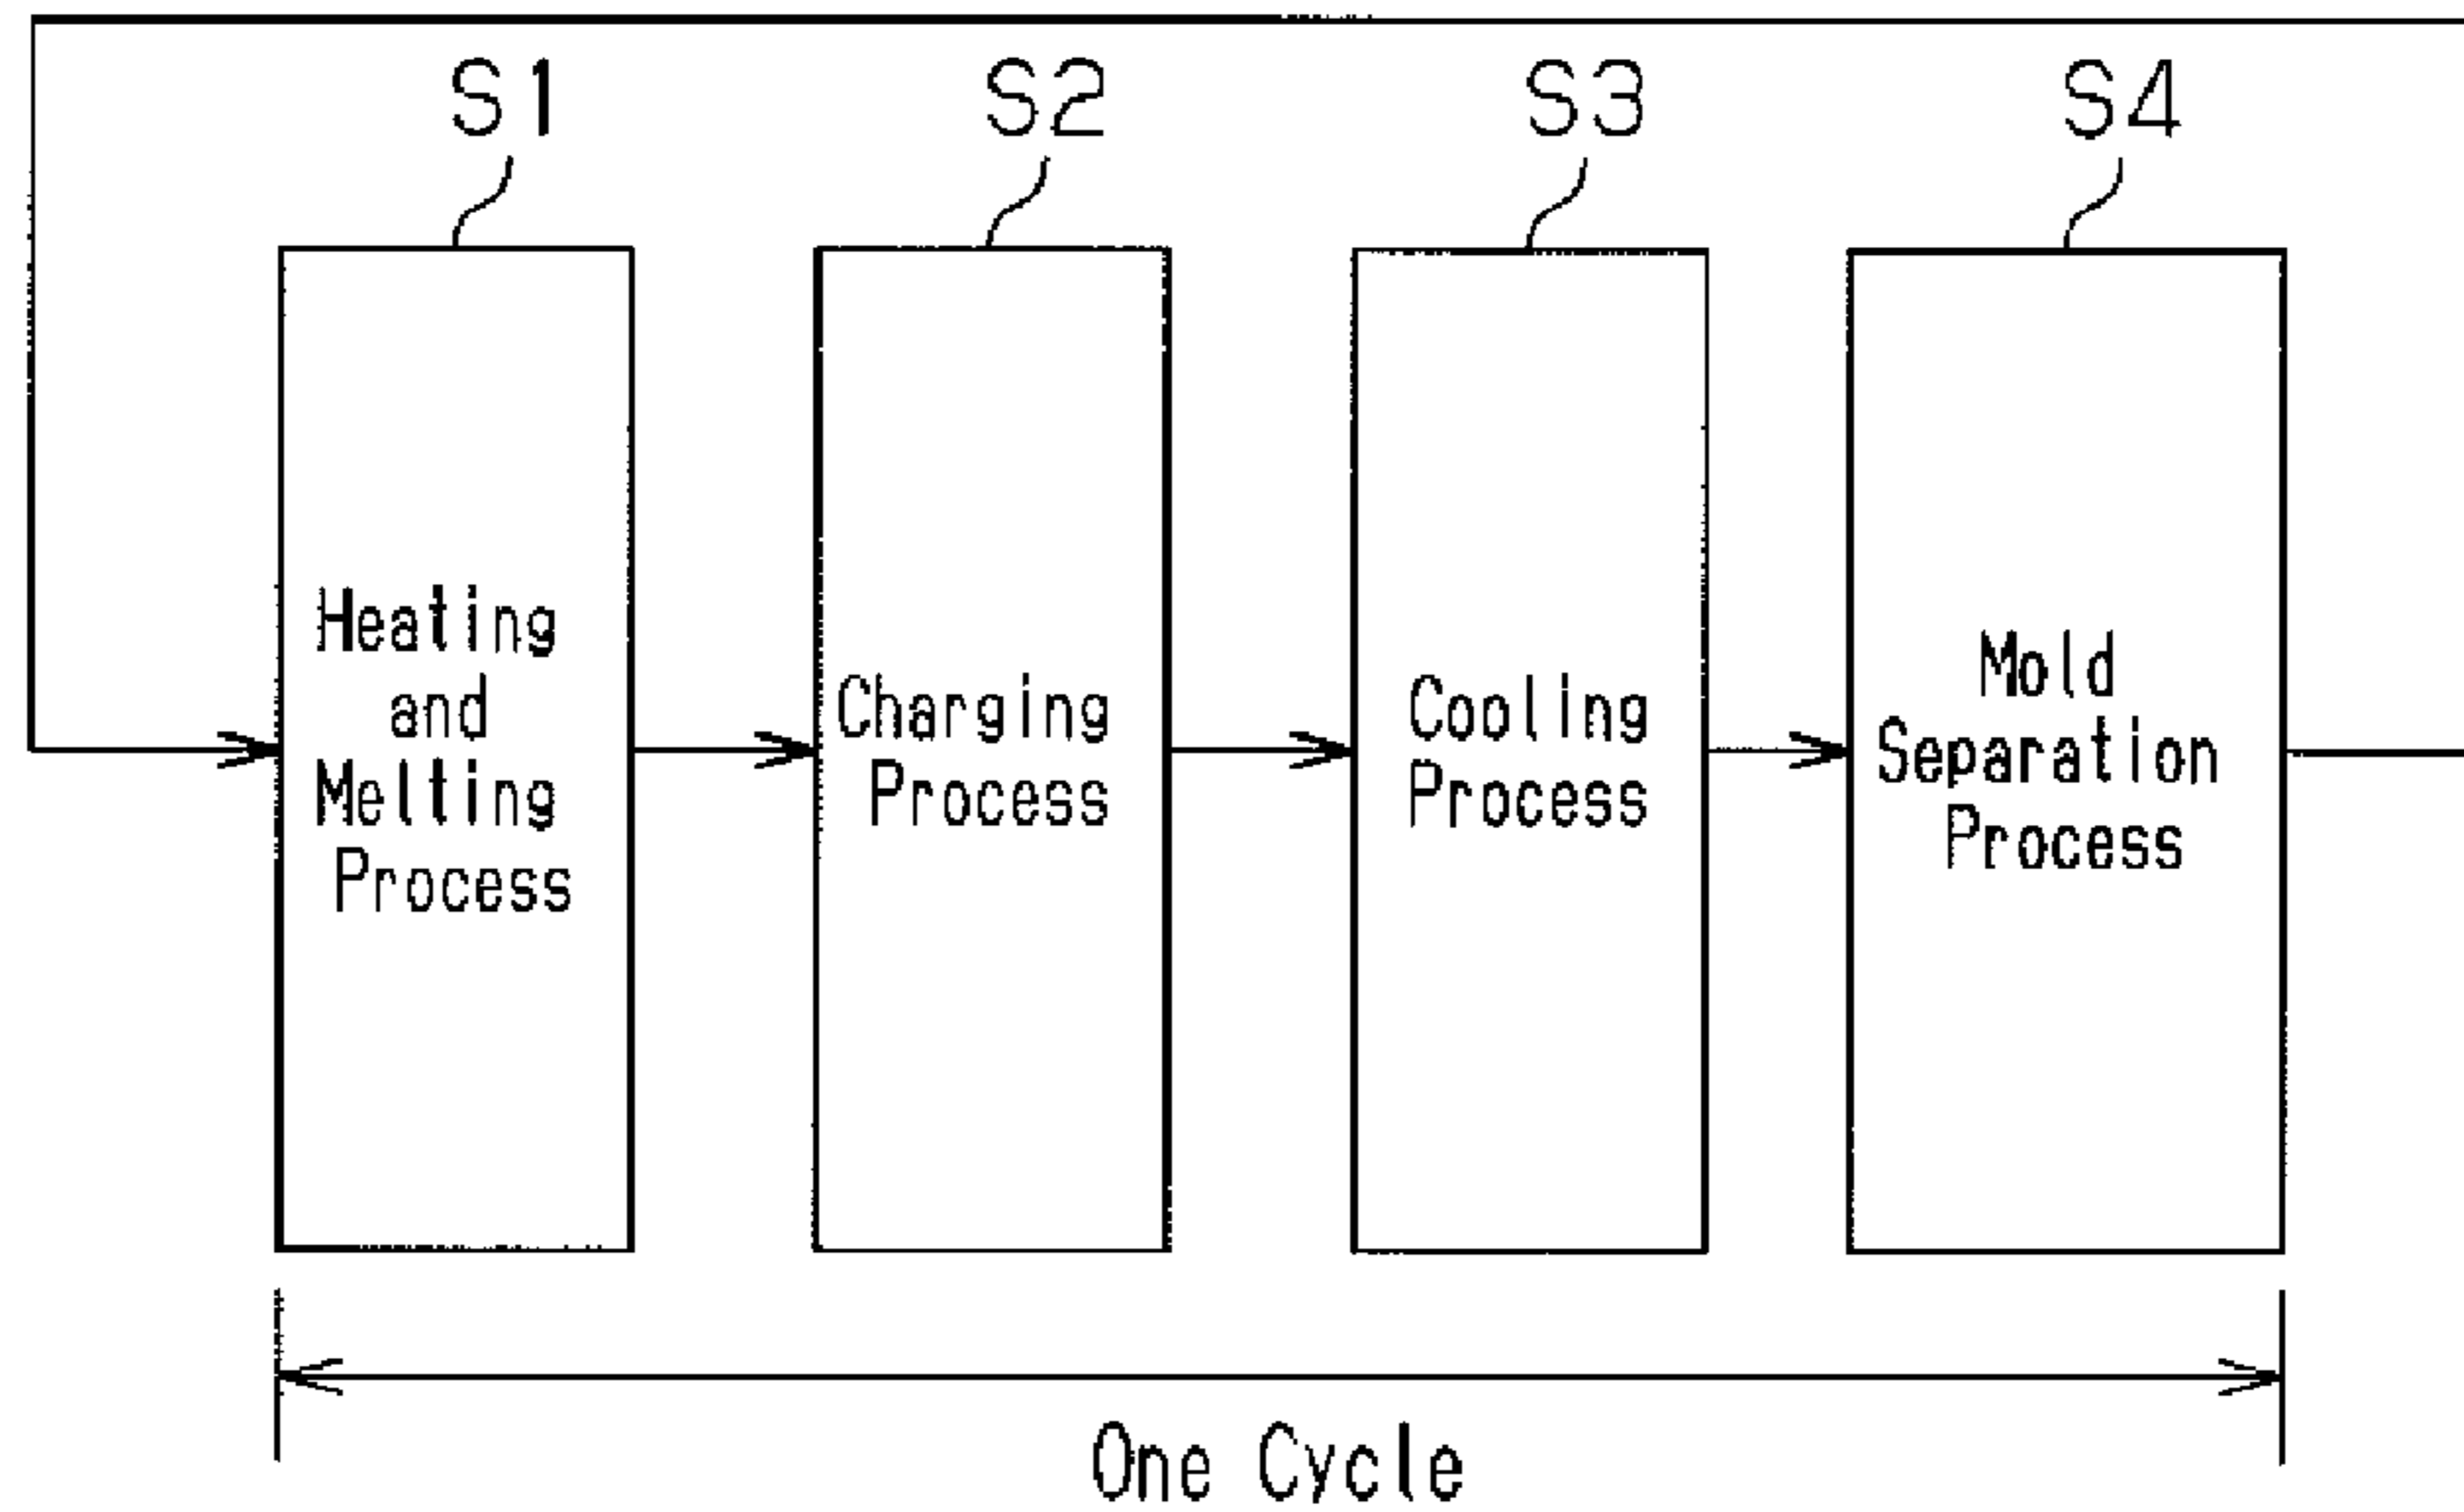 S1
S2
S3
S4
Heating
and
Melting
Process
Charging
Process
Cooling
Process
Mold
Separation
Process
One Cycle